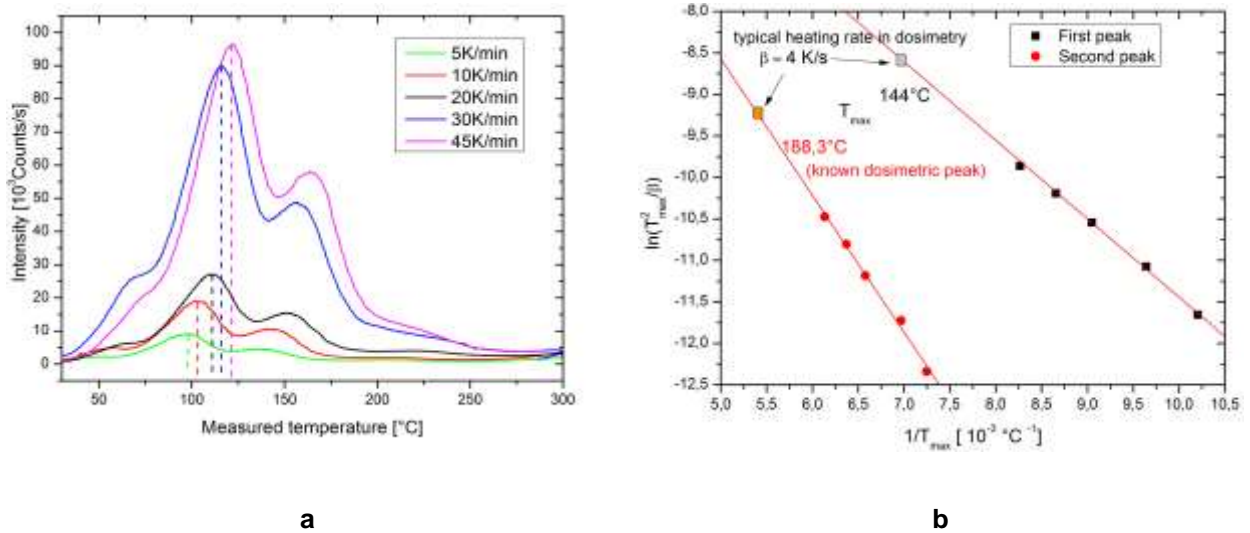 100
90
80
70
60
50
40
30
20
10
0
Intensity [10³Counts/s]
5K/min
10K/min
20K/min
30K/min
45K/min
50
100
150
200
250
300
Measured temperature [°C]
a
-8,0
-8,5
-9,0
-9,5
-10,0
-10,5
-11,0
-11,5
-12,0
-12,5
ln(T²max/β)
typical heating rate in dosimetry
β = 4 K/s
First peak
Second peak
144°C
Tmax
188,3°C
(known dosimetric peak)
5,0
5,5
6,0
6,5
7,0
7,5
8,0
8,5
9,0
9,5
10,0
10,5
1/Tmax [ 10⁻³ °C ⁻¹]
b